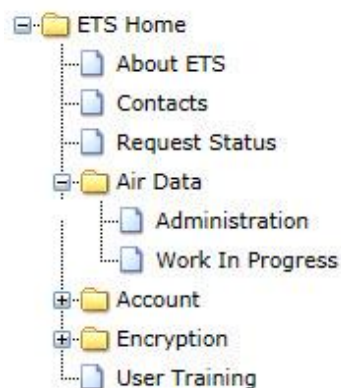 ETS Home
About ETS
Contacts
Request Status
Air Data
Administration
Work In Progress
Account
Encryption
User Training